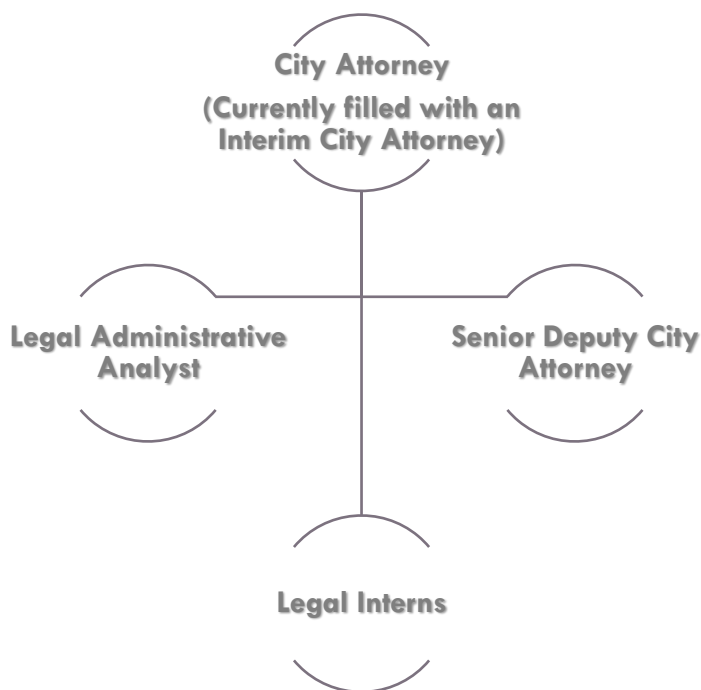 City Attorney
(Currently filled with an
Interim City Attorney)
Legal Administrative
Analyst
Senior Deputy City
Attorney
Legal Interns